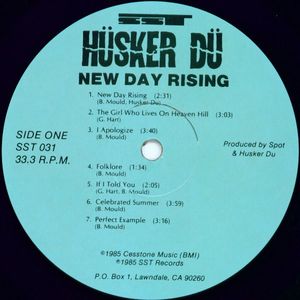 SST
HÜSKER DÜ
NEW DAY RISING
1. New Day Rising (2:31)
(B. Mould, Husker Du)
2. The Girl Who Lives On Heaven Hill (3:03)
(G. Hart)
3. I Apologize (3:40)
(B. Mould)
SIDE ONE
SST 031
33.3 R.P.M.
Produced by Spot
& Husker Du
4. Folklore (1:34)
(B. Mould)
5. If I Told You (2:05)
(G. Hart, B. Mould)
6. Celebrated Summer (3:59)
(B. Mould)
7. Perfect Example (3:16)
(B. Mould)
©1985 Cesstone Music (BMI)
℗1985 SST Records
P.O. Box 1, Lawndale, CA 90260